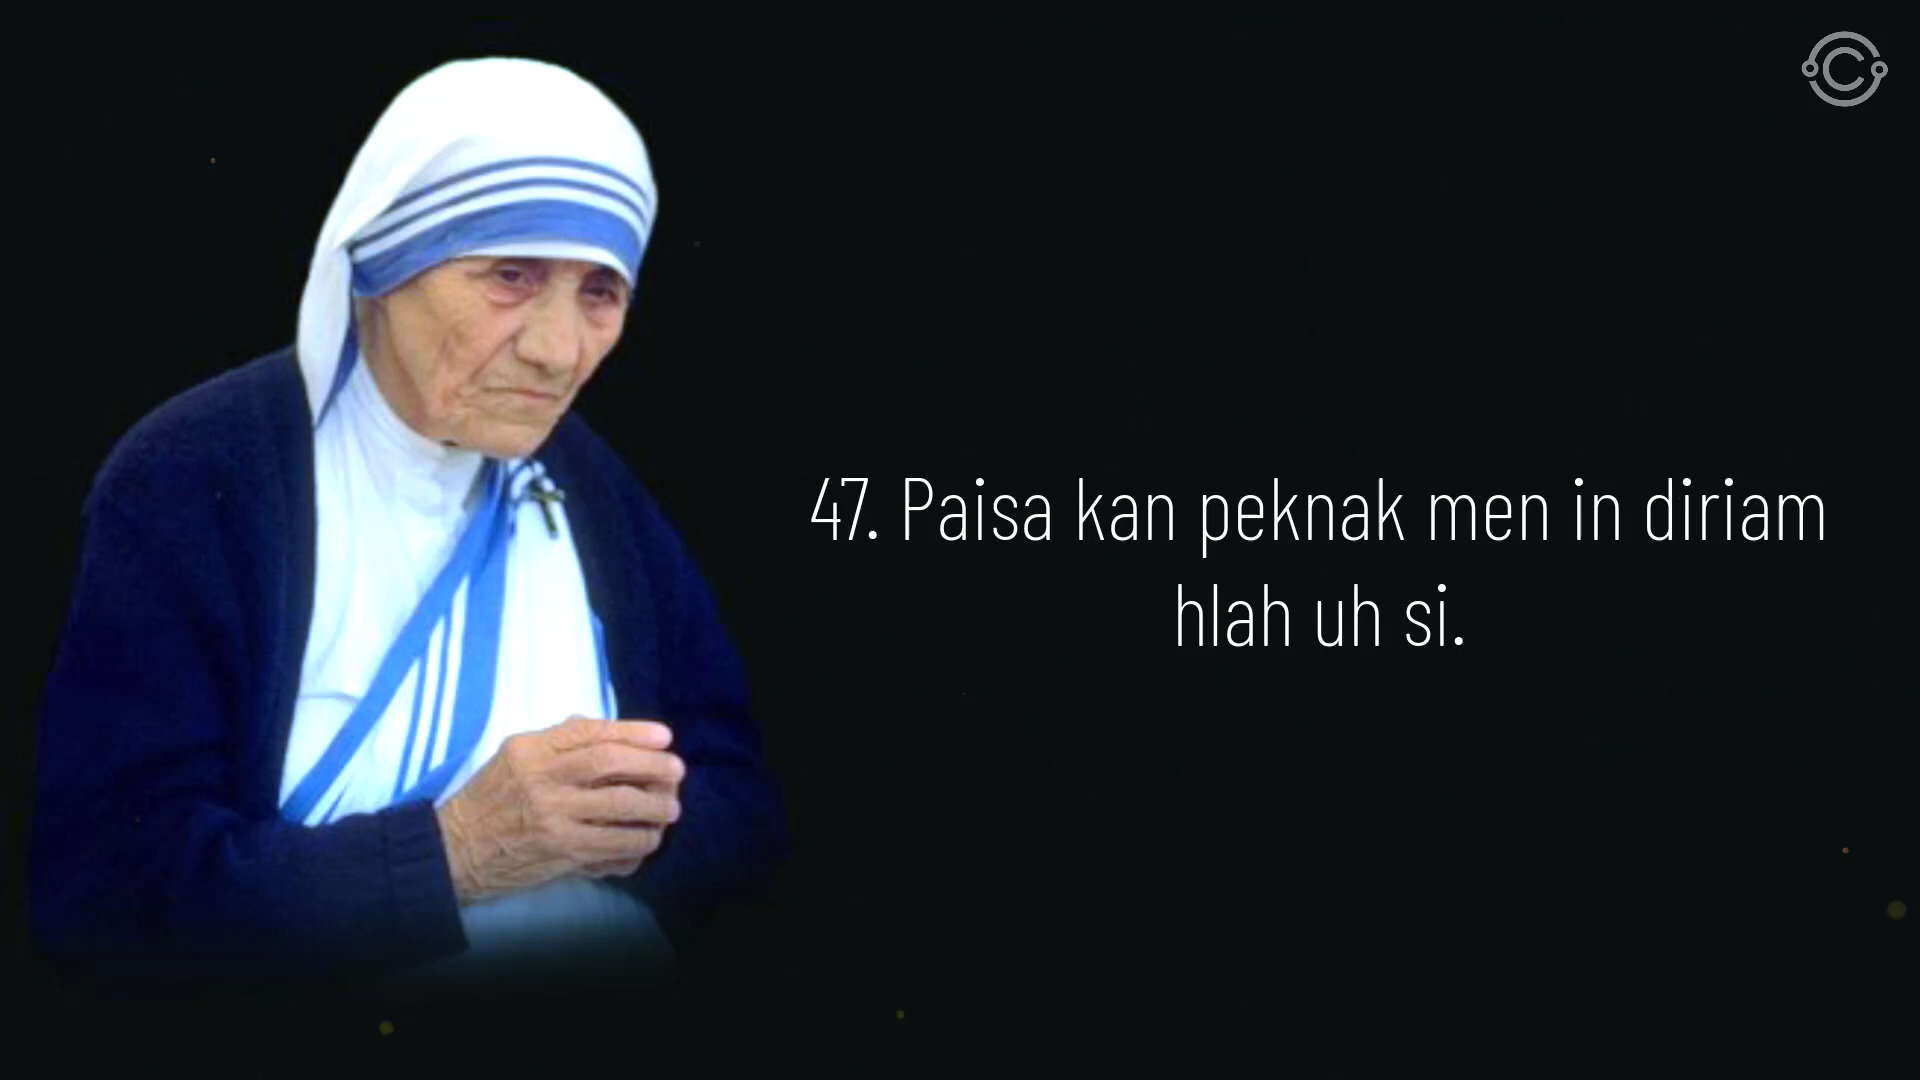 47. Paisa kan peknak men in diriam
hlah uh si.